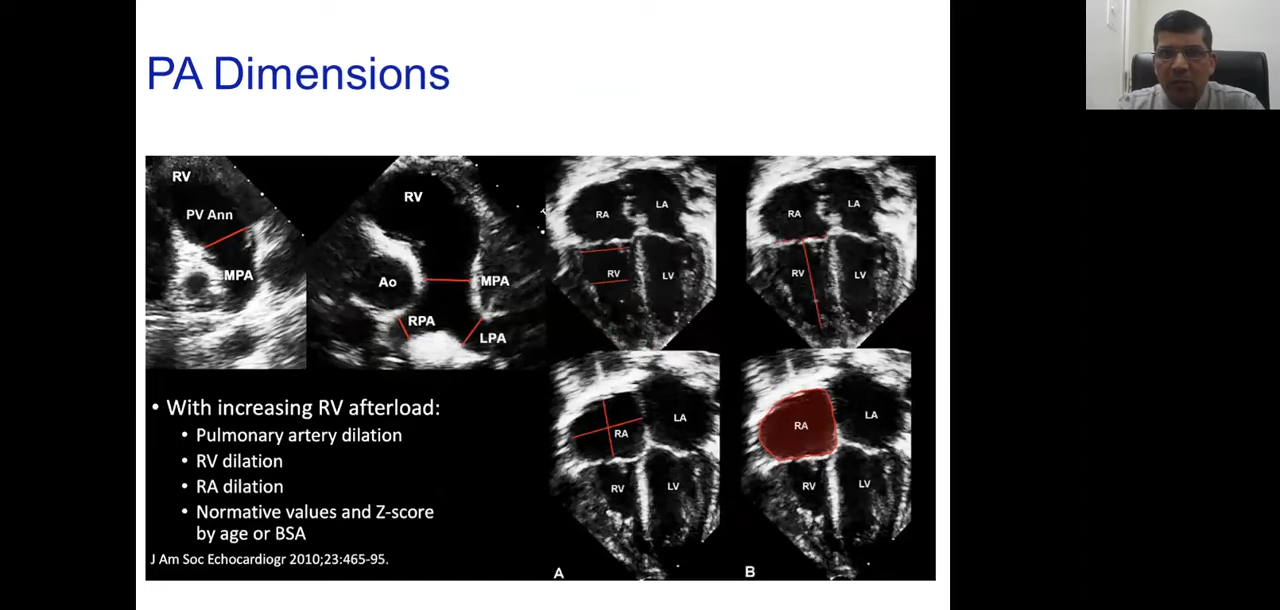 PA Dimensions
RV
PV Ann
MPA
RV
Ao
MPA
RPA
LPA
RA
LA
RV
LV
RA
LA
RV
LV
RA
LA
RV
LV
A
RA
LA
RV
LV
B
• With increasing RV afterload:
• Pulmonary artery dilation
• RV dilation
• RA dilation
• Normative values and Z-score
by age or BSA
J Am Soc Echocardiogr 2010;23:465-95.